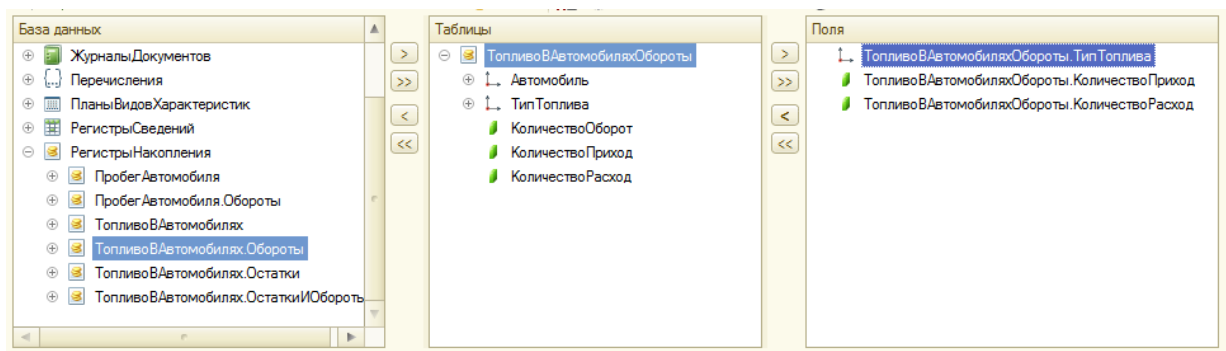 База данных
ЖурналыДокументов
Перечисления
ПланыВидовХарактеристик
РегистрыСведений
РегистрыНакопления
ПробегАвтомобиля
ПробегАвтомобиля.Обороты
ТопливоВАвтомобилях
ТопливоВАвтомобилях.Обороты
ТопливоВАвтомобилях.Остатки
ТопливоВАвтомобилях.ОстаткиИОбороты
>
>>
<
<<
Таблицы
ТопливоВАвтомобиляхОбороты
Автомобиль
ТипТоплива
КоличествоОборот
КоличествоПриход
КоличествоРасход
>
>>
<
<<
Поля
ТопливоВАвтомобиляхОбороты.ТипТоплива
ТопливоВАвтомобиляхОбороты.КоличествоПриход
ТопливоВАвтомобиляхОбороты.КоличествоРасход